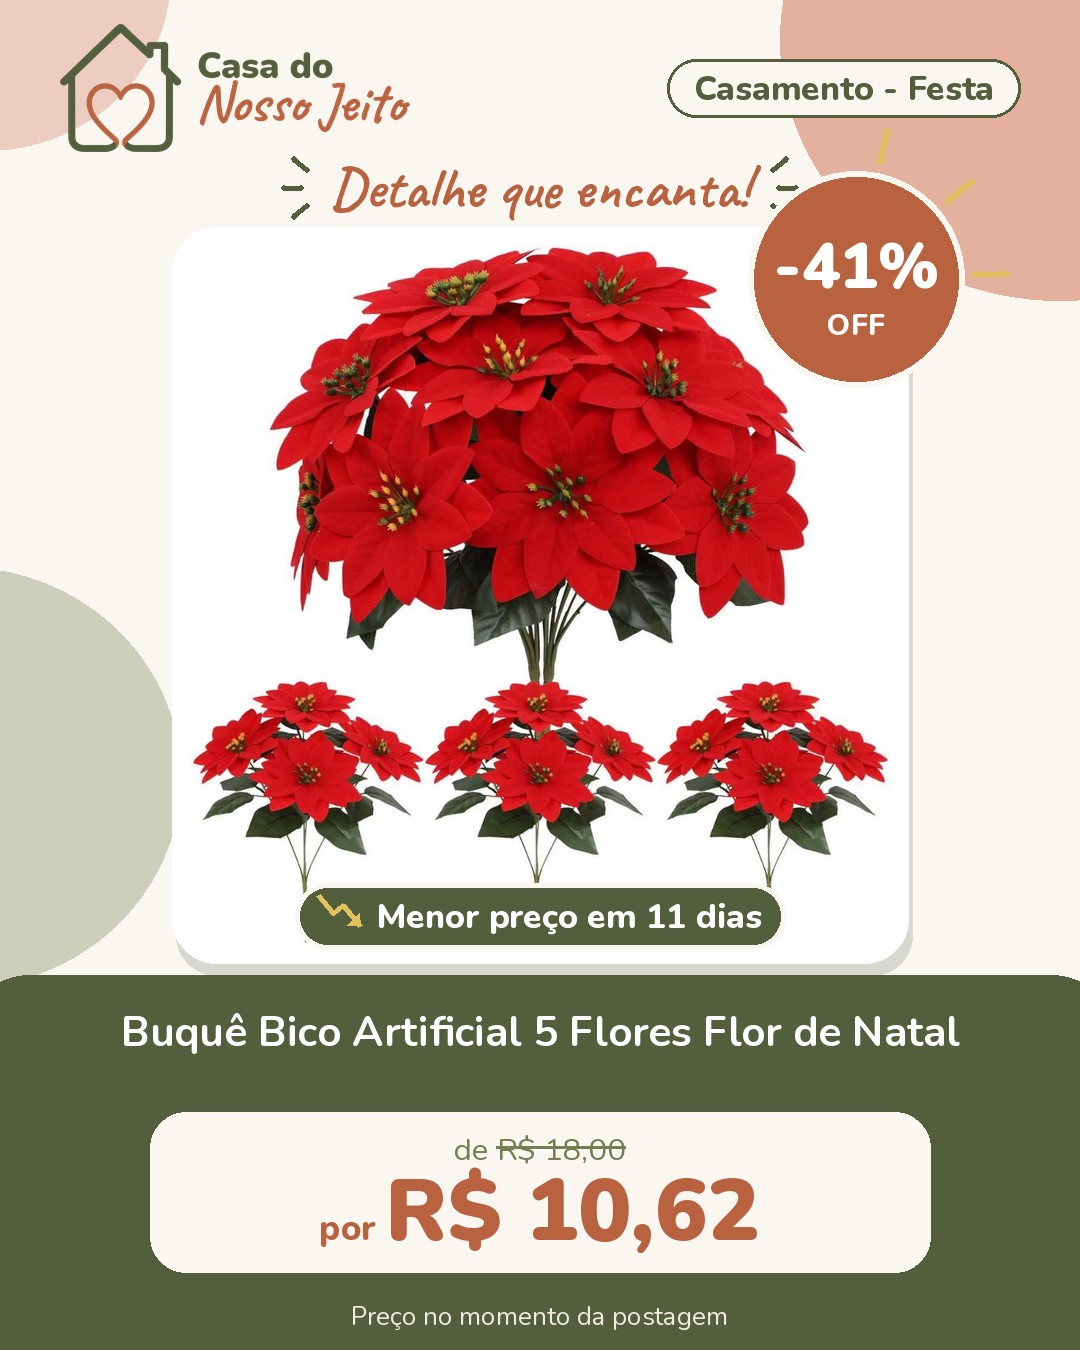 Casa do
Nosso Jeito
Casamento - Festa
Detalhe que encanta!
-41%
OFF
Menor preço em 11 dias
Buquê Bico Artificial 5 Flores Flor de Natal
de R$ 18,00
por R$ 10,62
Preço no momento da postagem